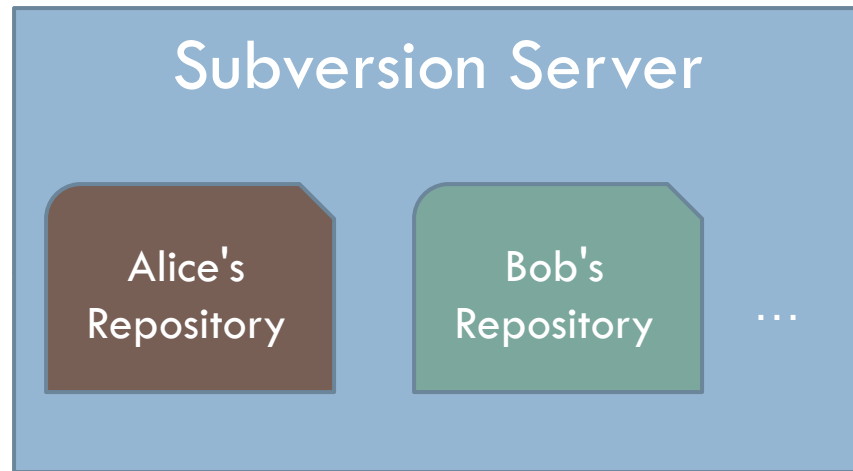 Subversion Server
Alice's
Repository
Bob's
Repository
…